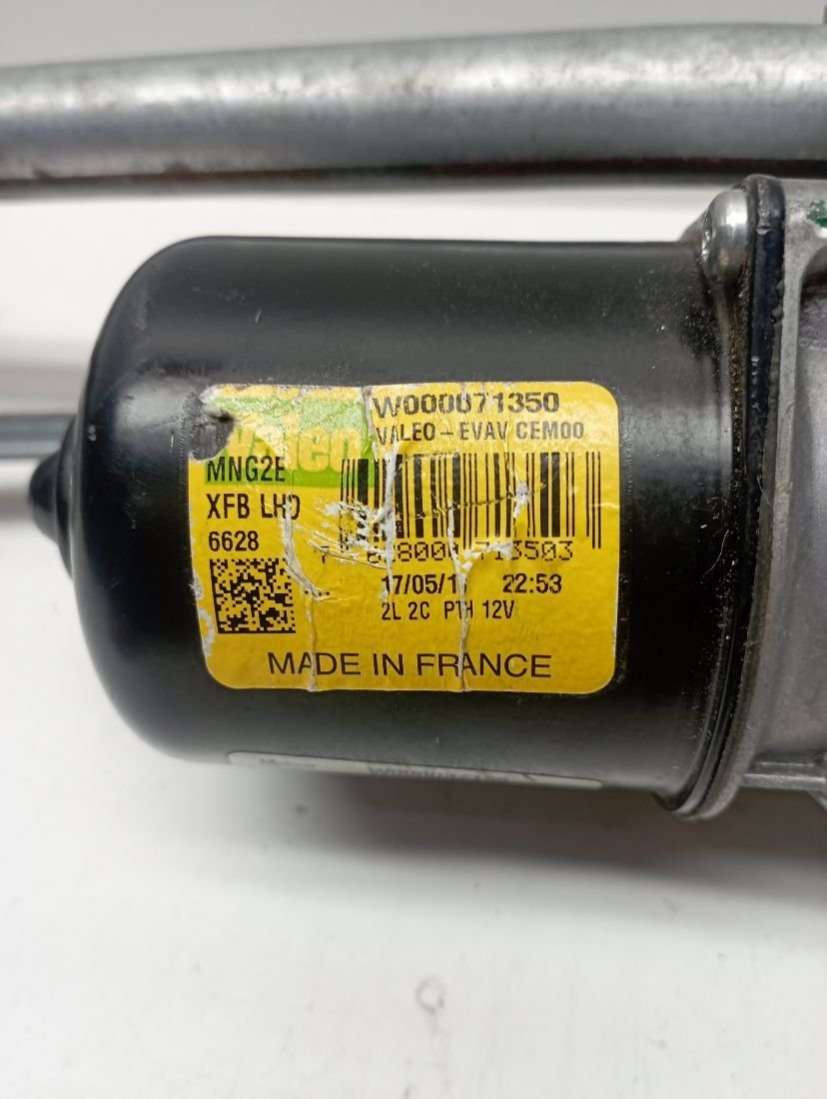 W000071350
Valeo
VALEO - EVAV CEM00
MNG2E
XFB LHD
6628
17/05/1 22:53
2L 2C PTH 12V
MADE IN FRANCE